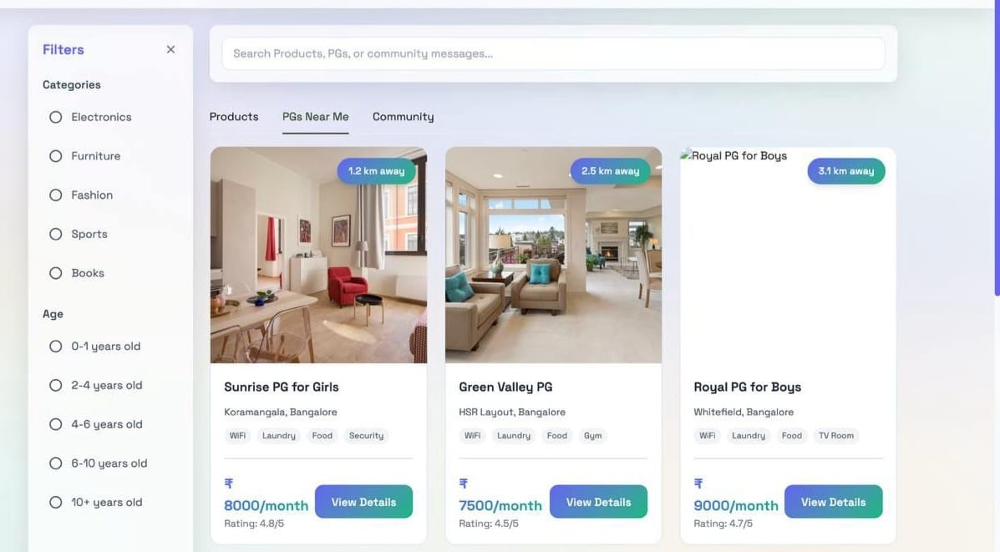 Filters
Categories
Electronics
Furniture
Fashion
Sports
Books
Age
0-1 years old
2-4 years old
4-6 years old
6-10 years old
10+ years old
Search Products, PGs, or community messages...
Products PGs Near Me Community
1.2 km away
Sunrise PG for Girls
Koramangala, Bangalore
WiFi Laundry Food Security
₹
8000/month
Rating: 4.8/5
View Details
2.5 km away
Green Valley PG
HSR Layout, Bangalore
WiFi Laundry Food Gym
₹
7500/month
Rating: 4.5/5
View Details
Royal PG for Boys
3.1 km away
Royal PG for Boys
Whitefield, Bangalore
WiFi Laundry Food TV Room
₹
9000/month
Rating: 4.7/5
View Details